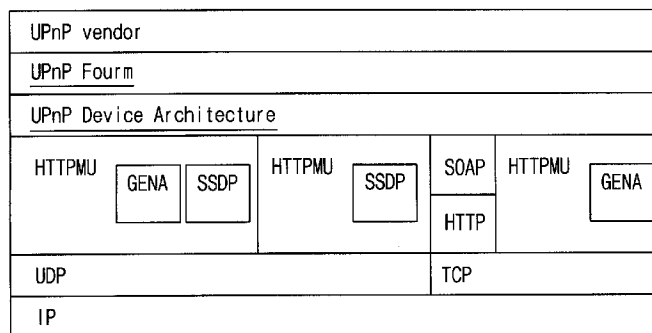 UPnP vendor
UPnP Fourm
UPnP Device Architecture
HTTPMU GENA SSDP HTTPMU SSDP SOAP HTTPMU GENA
HTTP
UDP TCP
IP